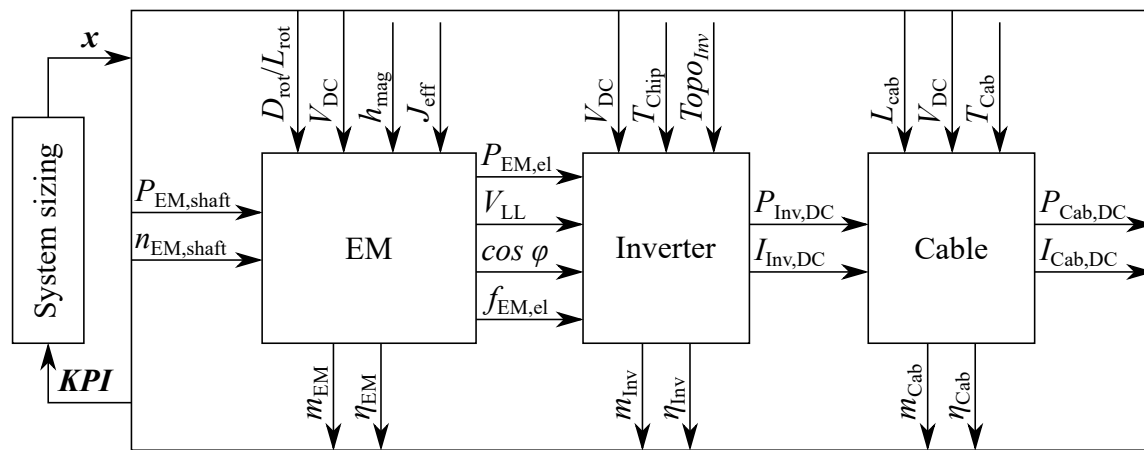 x
System sizing
KPI
D_rot/L_rot
V_DC
h_mag
J_eff
P_EM,shaft
n_EM,shaft
EM
m_EM
η_EM
P_EM,el
V_LL
cos φ
f_EM,el
V_DC
T_Chip
Topo_Inv
Inverter
m_Inv
η_Inv
P_Inv,DC
I_Inv,DC
L_cab
V_DC
T_Cab
Cable
m_Cab
η_Cab
P_Cab,DC
I_Cab,DC